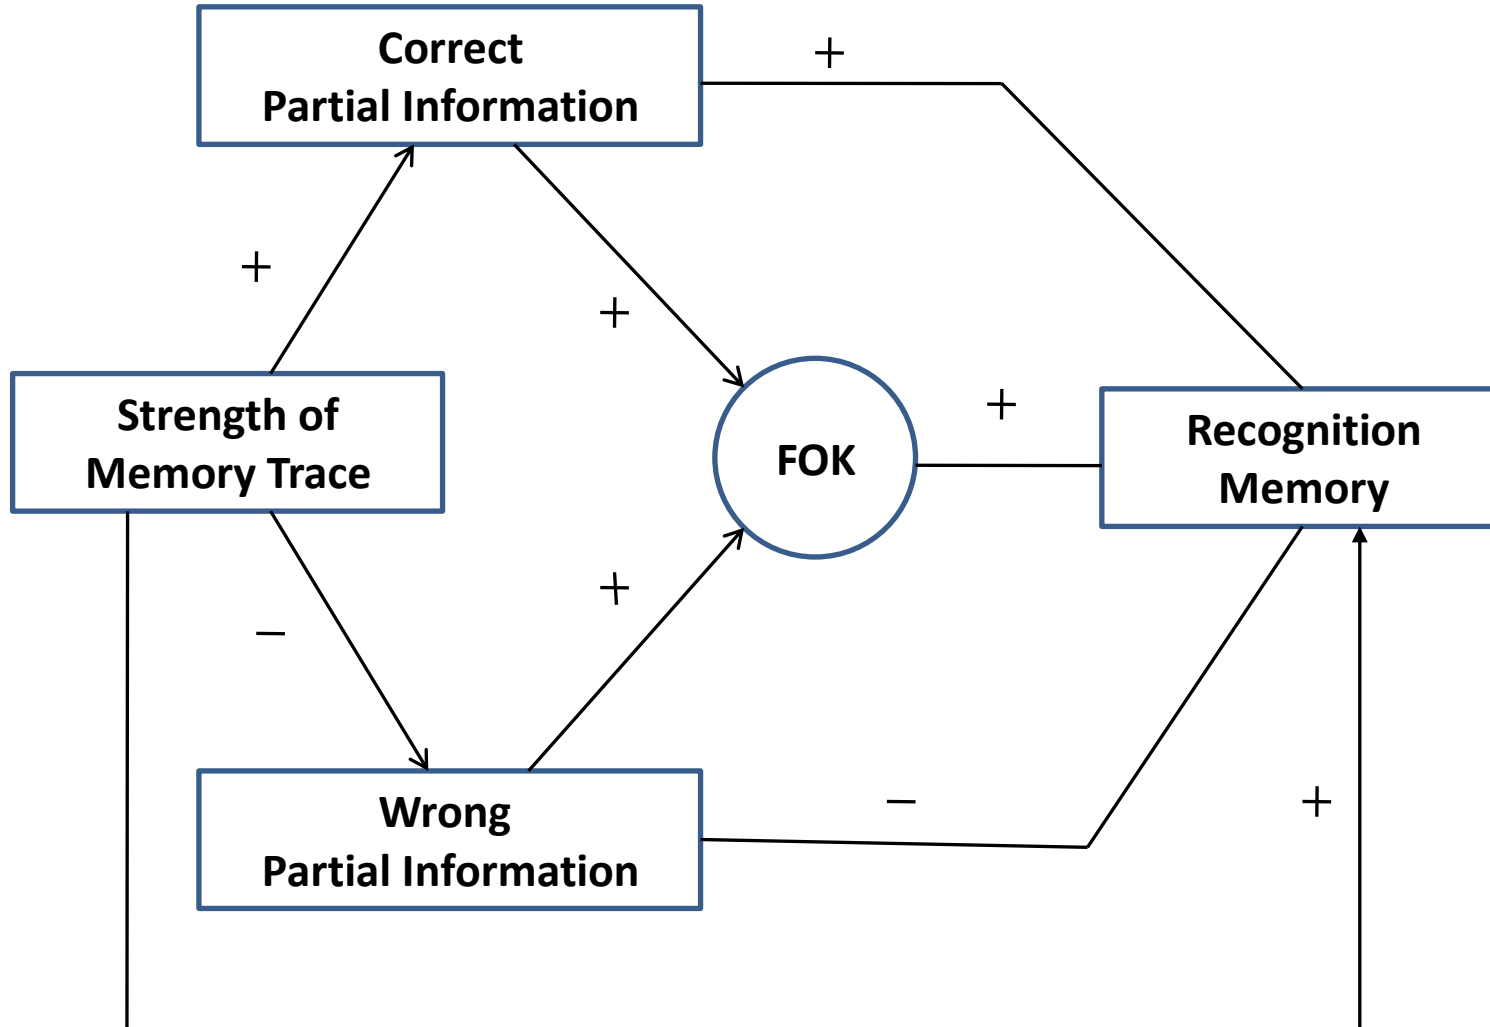 Correct
Partial Information
+
+
+
Strength of
Memory Trace
FOK
+
Recognition
Memory
−
+
−
+
Wrong
Partial Information